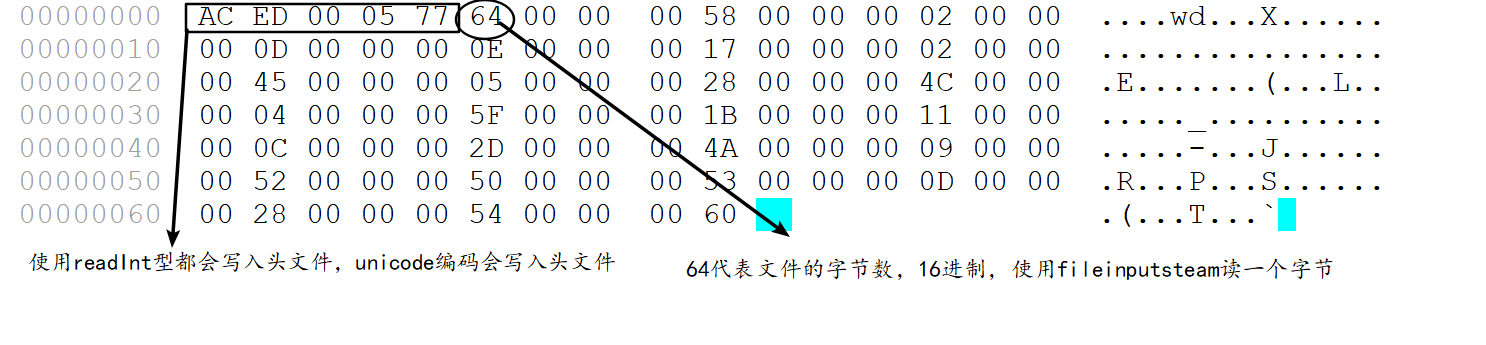 00000000 AC ED 00 05 77 64 00 00 00 58 00 00 00 02 00 00 ....wd...X......
00000010 00 0D 00 00 00 0E 00 00 00 17 00 00 00 02 00 00 ................
00000020 00 45 00 00 00 05 00 00 00 28 00 00 00 4C 00 00 .E.......(...L..
00000030 00 04 00 00 00 5F 00 00 00 1B 00 00 00 11 00 00 ....._..........
00000040 00 0C 00 00 00 2D 00 00 00 4A 00 00 00 09 00 00 .....-...J......
00000050 00 52 00 00 00 50 00 00 00 53 00 00 00 0D 00 00 .R...P...S......
00000060 00 28 00 00 00 54 00 00 00 60 .(...T...`
使用readInt型都会写入头文件，unicode编码会写入头文件
64代表文件的字节数，16进制，使用fileinputsteam读一个字节